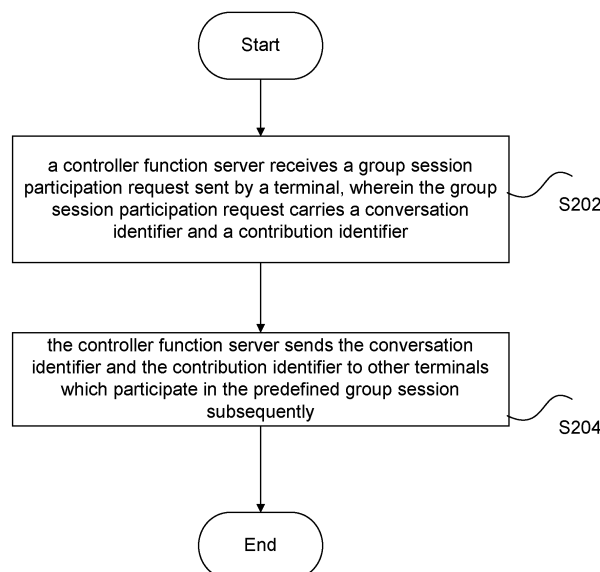 Start
a controller function server receives a group session
participation request sent by a terminal, wherein the group
session participation request carries a conversation
identifier and a contribution identifier
S202
the controller function server sends the conversation
identifier and the contribution identifier to other terminals
which participate in the predefined group session
subsequently
S204
End